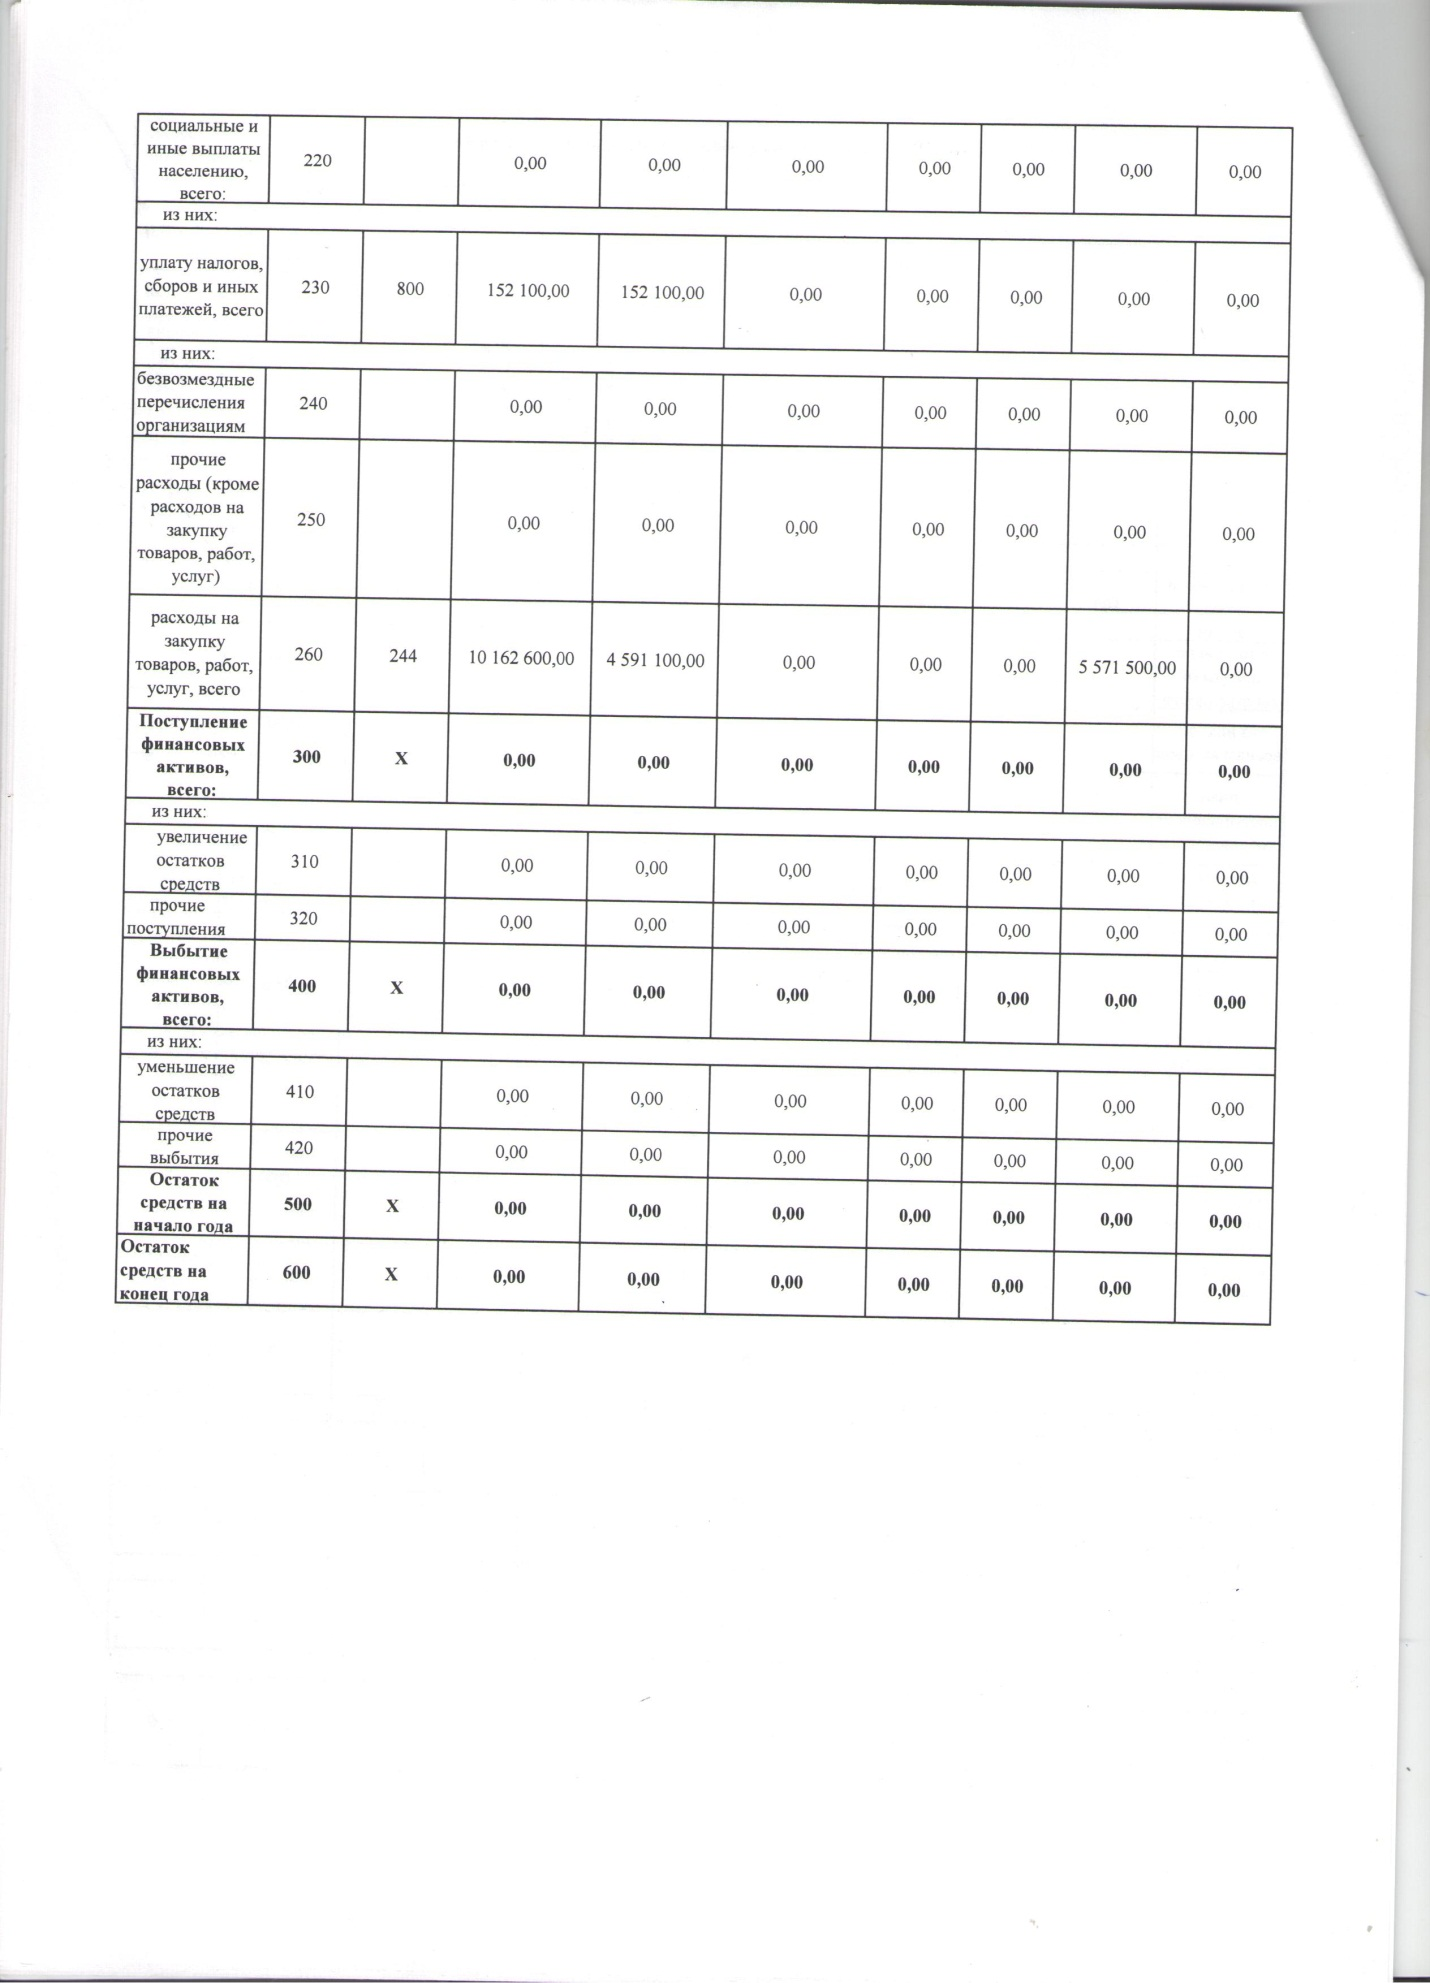 социальные и
иные выплаты
населению,
всего:
220 0,00 0,00 0,00 0,00 0,00 0,00 0,00
из них:
уплату налогов,
сборов и иных
платежей, всего
230 800 152 100,00 152 100,00 0,00 0,00 0,00 0,00 0,00
из них:
безвозмездные
перечисления
организациям
240 0,00 0,00 0,00 0,00 0,00 0,00 0,00
прочие
расходы (кроме
расходов на
закупку
товаров, работ,
услуг)
250 0,00 0,00 0,00 0,00 0,00 0,00 0,00
расходы на
закупку
товаров, работ,
услуг, всего
260 244 10 162 600,00 4 591 100,00 0,00 0,00 0,00 5 571 500,00 0,00
Поступление
финансовых
активов,
всего:
300 X 0,00 0,00 0,00 0,00 0,00 0,00 0,00
из них:
увеличение
остатков
средств
310 0,00 0,00 0,00 0,00 0,00 0,00 0,00
прочие
поступления
320 0,00 0,00 0,00 0,00 0,00 0,00 0,00
Выбытие
финансовых
активов,
всего:
400 X 0,00 0,00 0,00 0,00 0,00 0,00 0,00
из них:
уменьшение
остатков
средств
410 0,00 0,00 0,00 0,00 0,00 0,00 0,00
прочие
выбытия
420 0,00 0,00 0,00 0,00 0,00 0,00 0,00
Остаток
средств на
начало года
500 X 0,00 0,00 0,00 0,00 0,00 0,00 0,00
Остаток
средств на
конец года
600 X 0,00 0,00 0,00 0,00 0,00 0,00 0,00